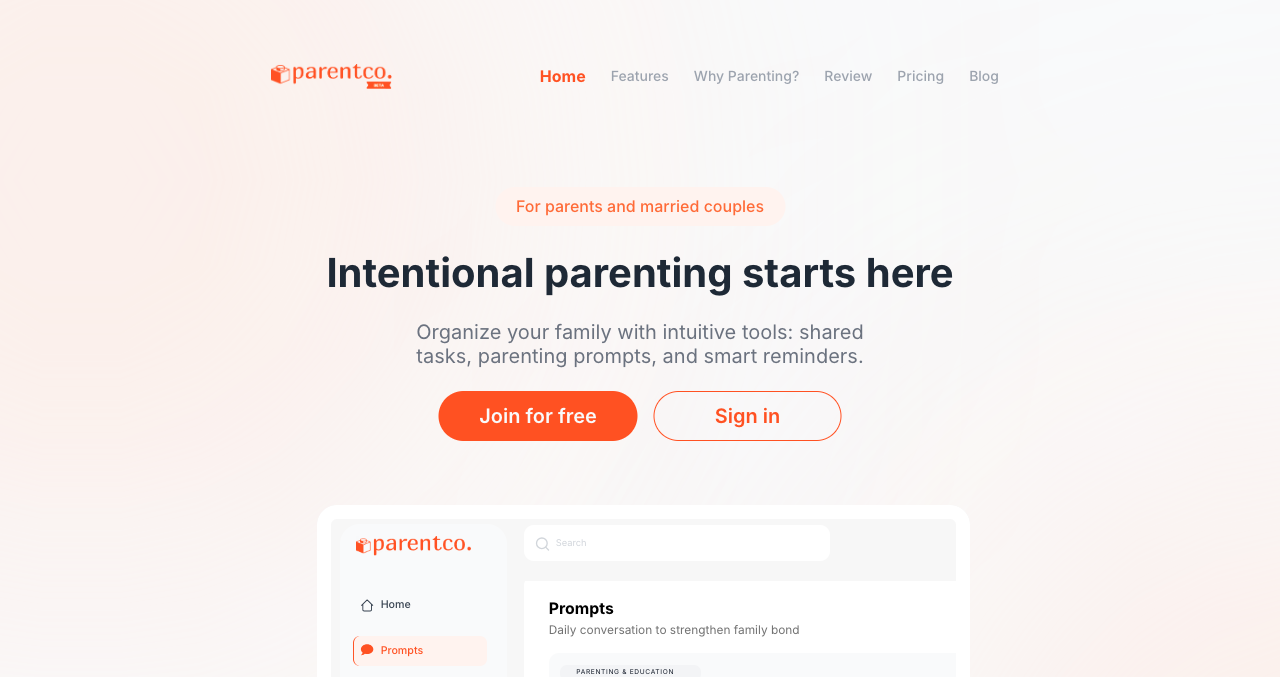 parentco.
BETA
Home Features Why Parenting? Review Pricing Blog
For parents and married couples
Intentional parenting starts here
Organize your family with intuitive tools: shared
tasks, parenting prompts, and smart reminders.
Join for free Sign in
parentco.
Search
Home
Prompts
Prompts
Daily conversation to strengthen family bond
PARENTING & EDUCATION